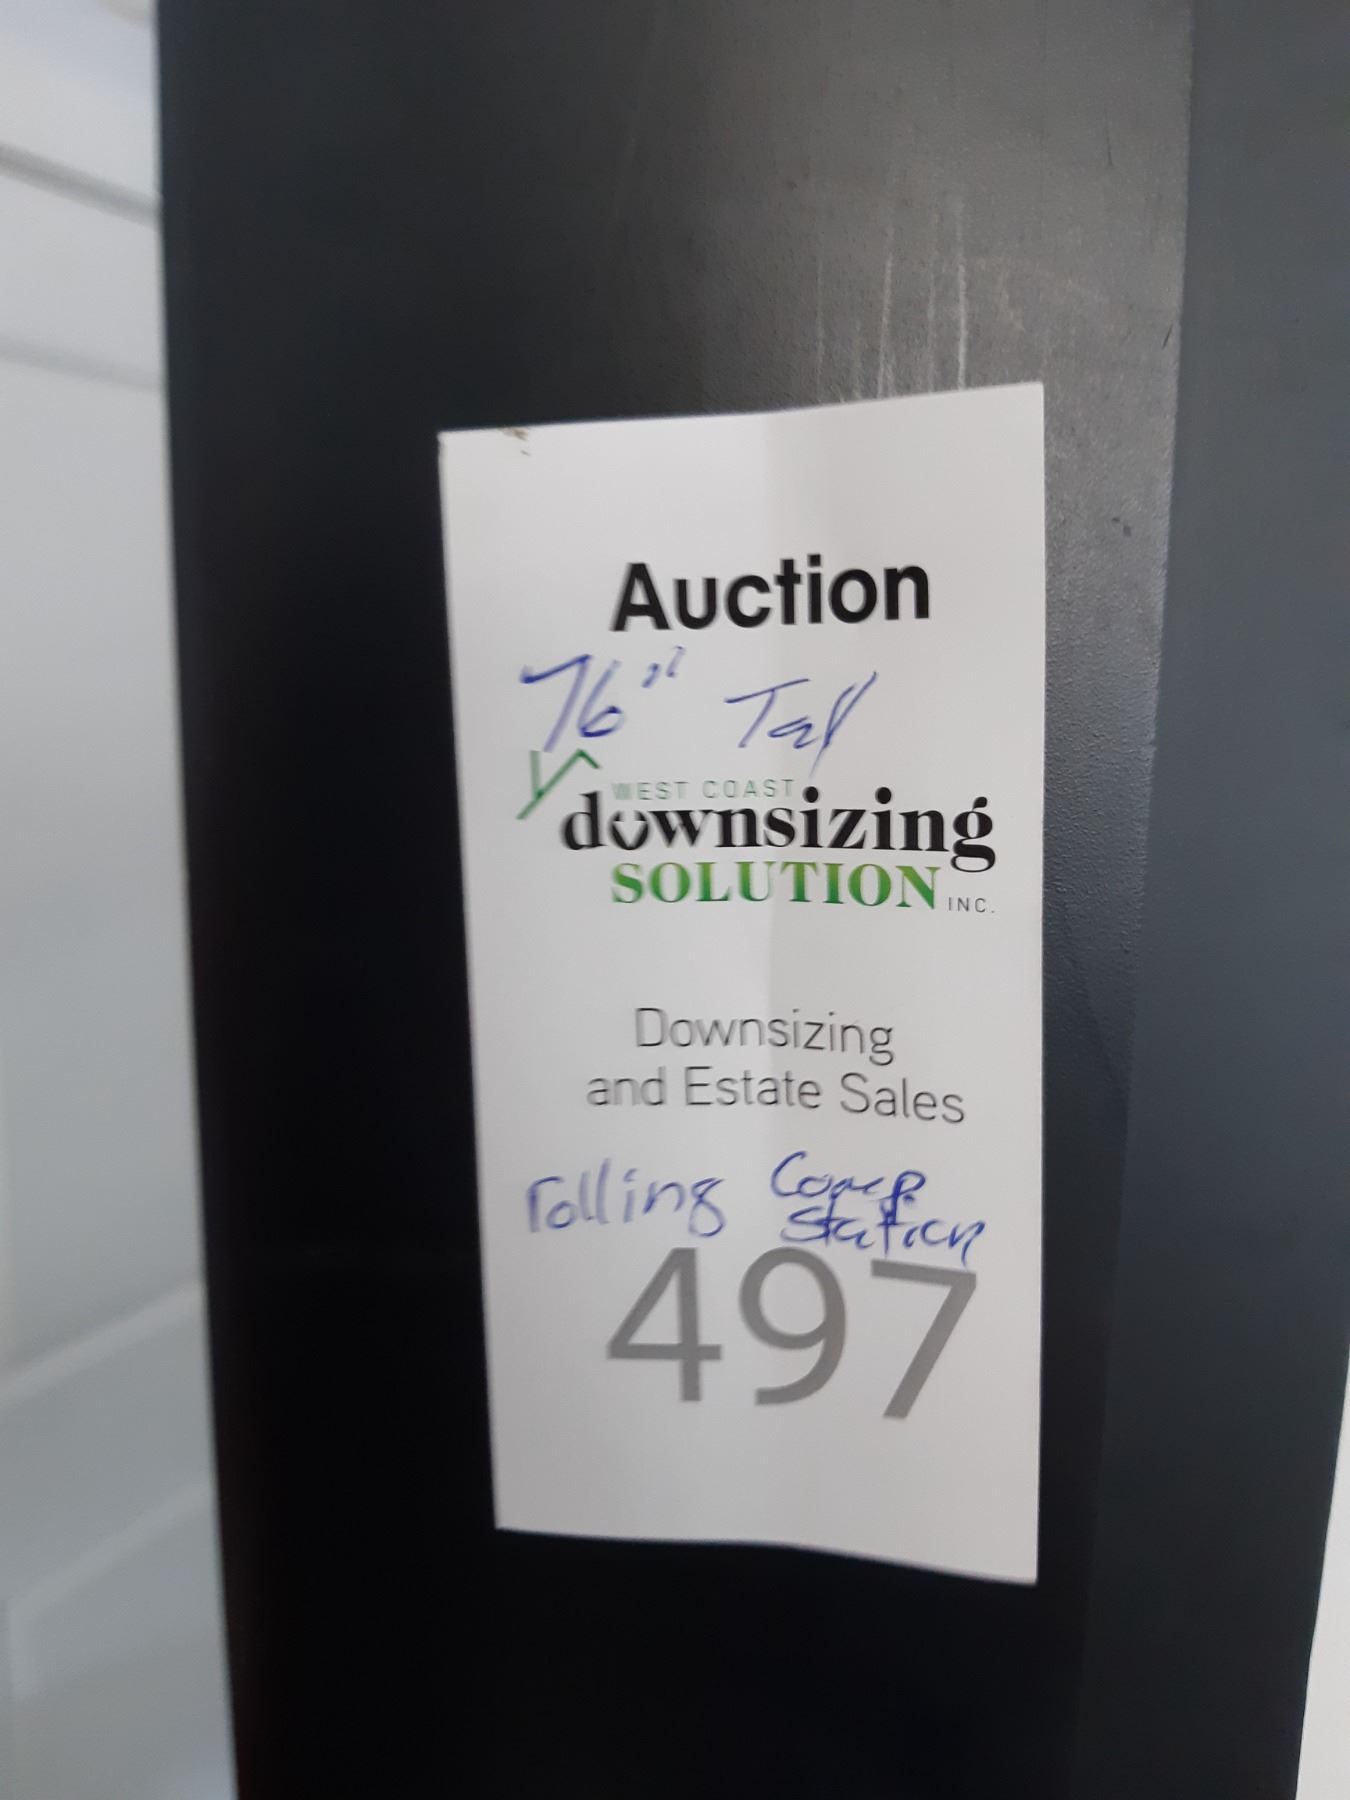 Auction
76" Tall
WEST COAST
downsizing
SOLUTION INC.
Downsizing
and Estate Sales
rolling Comp.
station
497